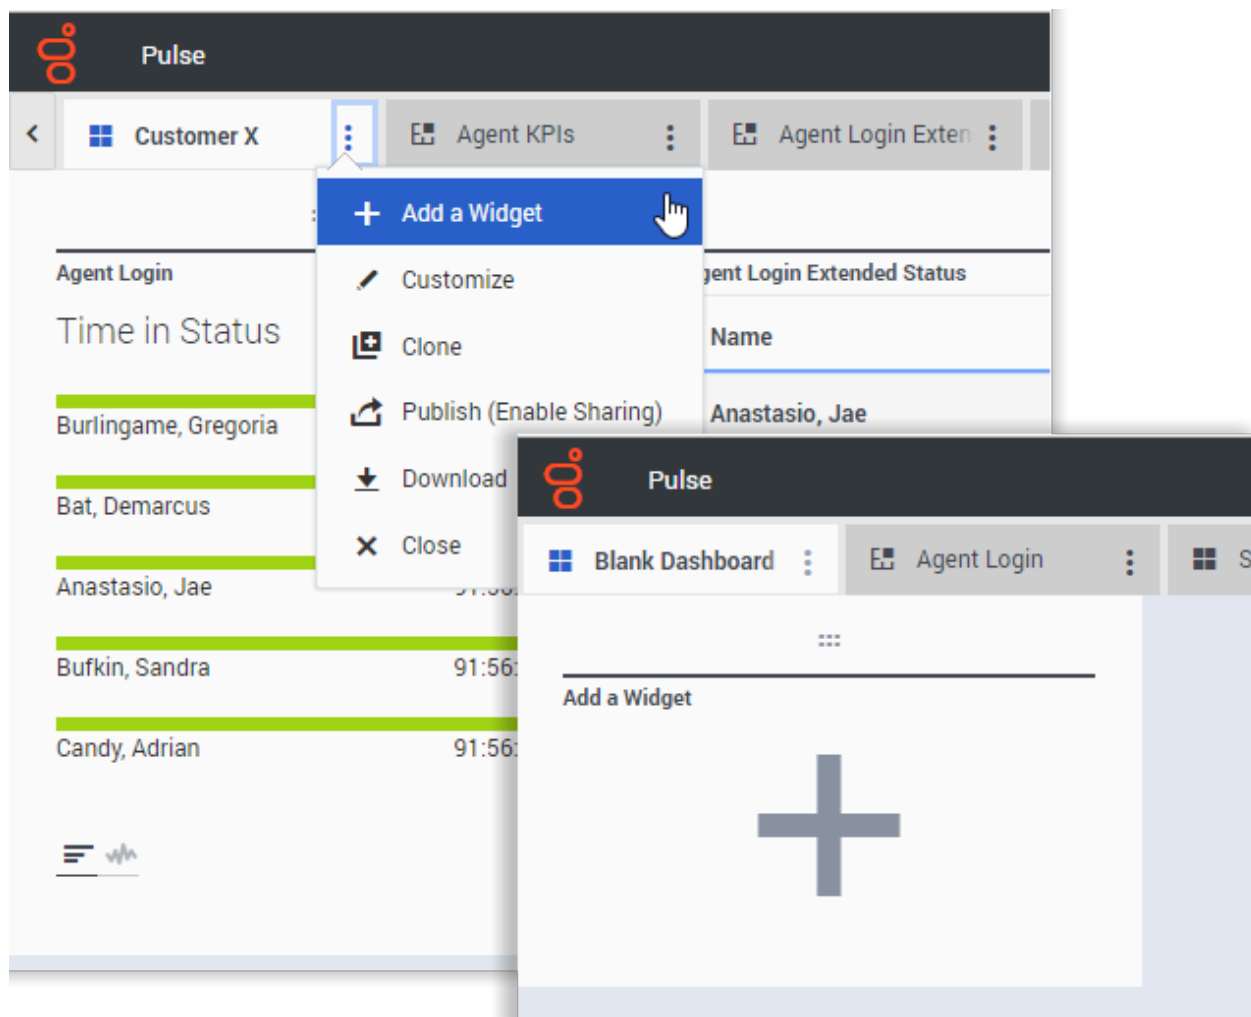 Pulse
Customer X
Agent KPIs
Agent Login Exten
Add a Widget
Agent Login
gent Login Extended Status
Customize
Time in Status
Name
Clone
Publish (Enable Sharing)
Anastasio, Jae
Burlingame, Gregoria
Download
Bat, Demarcus
Close
Anastasio, Jae
Bufkin, Sandra
91:56:
Candy, Adrian
91:56:
Pulse
Blank Dashboard
Agent Login
S
Add a Widget